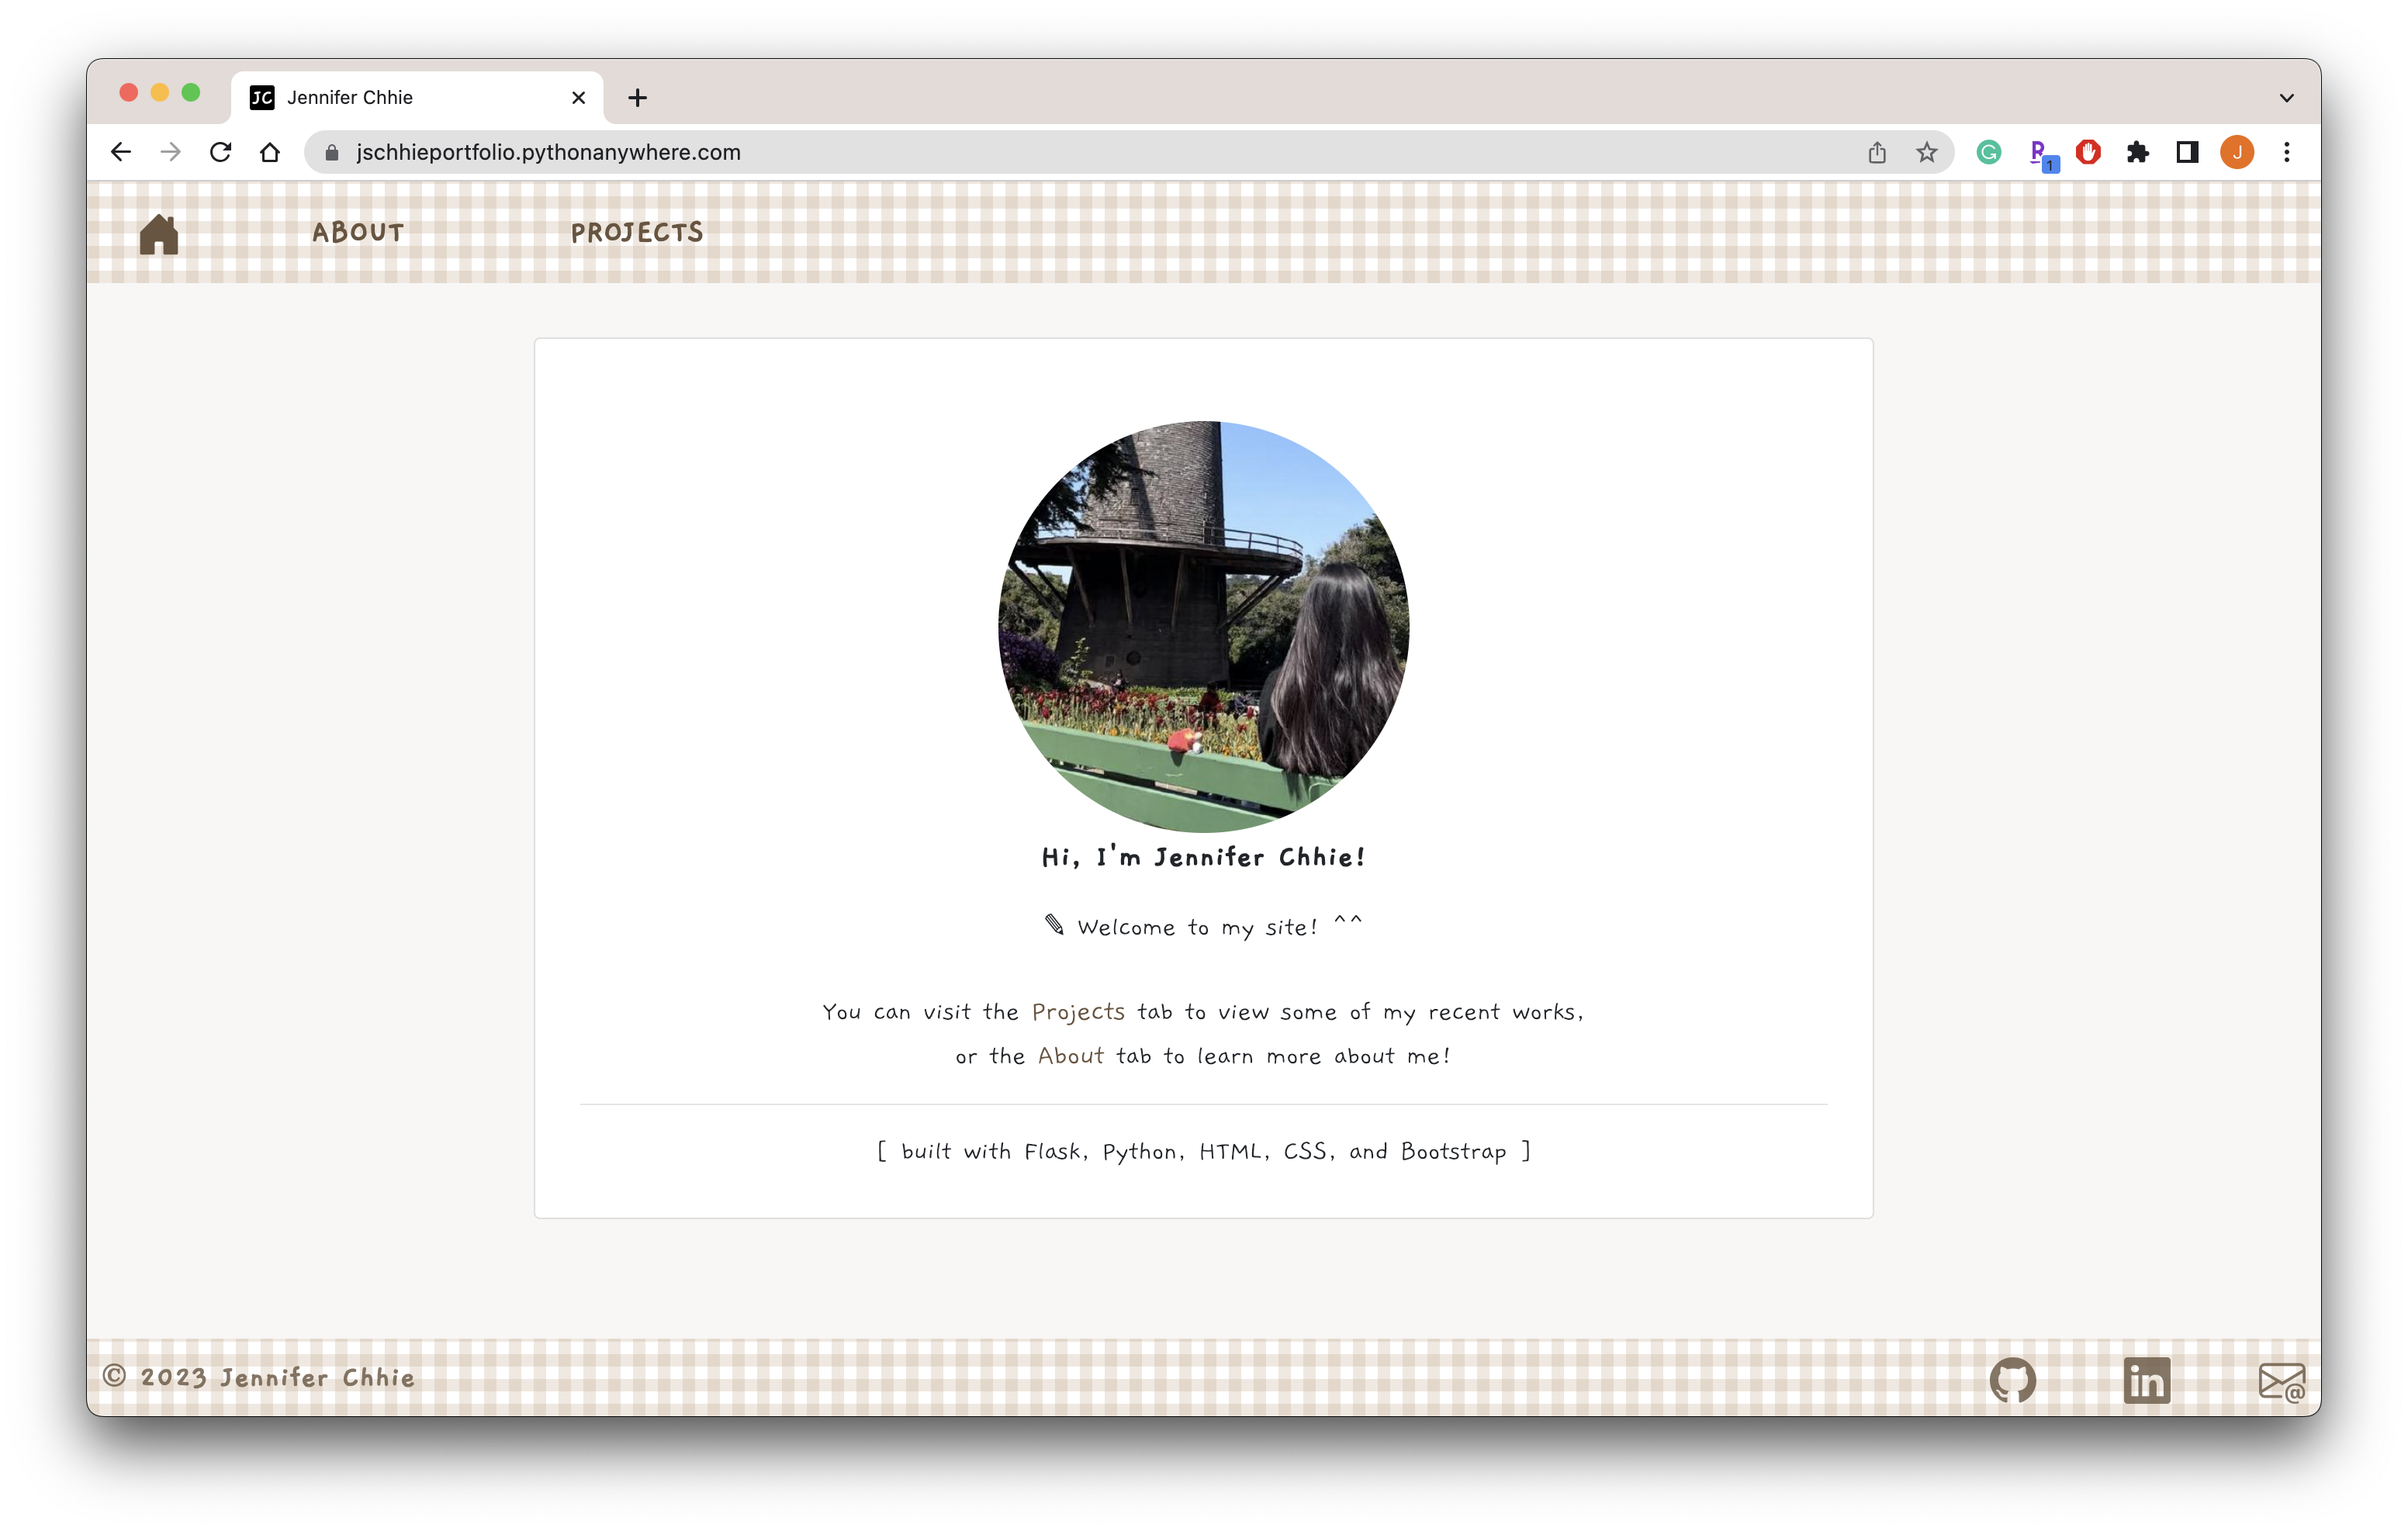 JC Jennifer Chhie
jschhieportfolio.pythonanywhere.com
1
J
ABOUT
PROJECTS
Hi, I'm Jennifer Chhie!
✎ Welcome to my site! ^^
You can visit the Projects tab to view some of my recent works,
or the About tab to learn more about me!
[ built with Flask, Python, HTML, CSS, and Bootstrap ]
© 2023 Jennifer Chhie
in
@